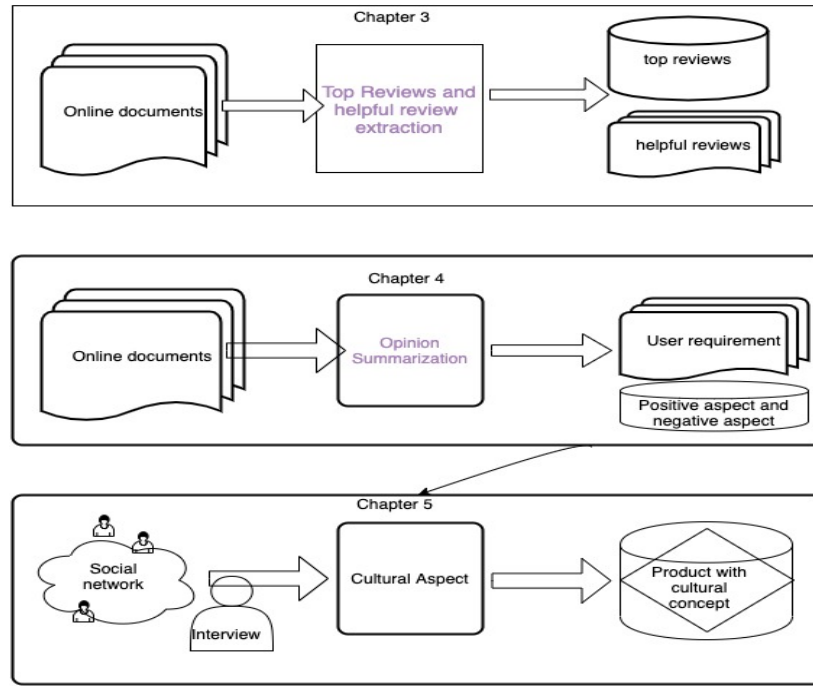 Chapter 3
Online documents
Top Reviews and
helpful review
extraction
top reviews
helpful reviews
Chapter 4
Online documents
Opinion
Summarization
User requirement
Positive aspect and
negative aspect
Chapter 5
Social
network
Interview
Cultural Aspect
Product with
cultural
concept